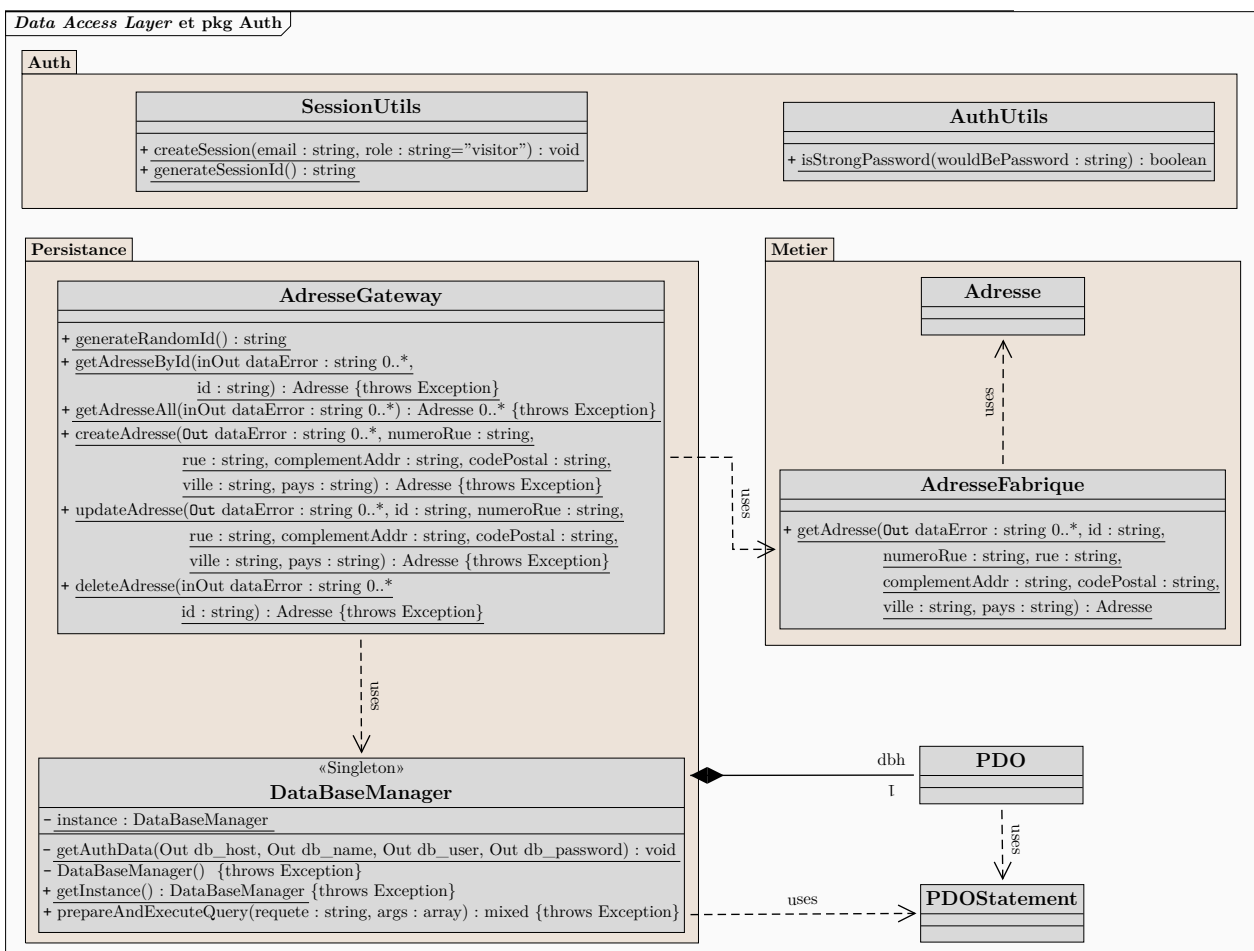 Data Access Layer et pkg Auth
Auth
SessionUtils
+ createSession(email : string, role : string=”visitor”) : void
+ generateSessionId() : string
AuthUtils
+ isStrongPassword(wouldBePassword : string) : boolean
Persistance
AdresseGateway
+ generateRandomId() : string
+ getAdresseById(inOut dataError : string 0..*,
id : string) : Adresse {throws Exception}
+ getAdresseAll(inOut dataError : string 0..*) : Adresse 0..* {throws Exception}
+ createAdresse(Out dataError : string 0..*, numeroRue : string,
rue : string, complementAddr : string, codePostal : string,
ville : string, pays : string) : Adresse {throws Exception}
+ updateAdresse(Out dataError : string 0..*, id : string, numeroRue : string,
rue : string, complementAddr : string, codePostal : string,
ville : string, pays : string) : Adresse {throws Exception}
+ deleteAdresse(inOut dataError : string 0..*
id : string) : Adresse {throws Exception}
uses
Metier
Adresse
uses
AdresseFabrique
+ getAdresse(Out dataError : string 0..*, id : string,
numeroRue : string, rue : string,
complementAddr : string, codePostal : string,
ville : string, pays : string) : Adresse
uses
«Singleton»
DataBaseManager
- instance : DataBaseManager
- getAuthData(Out db_host, Out db_name, Out db_user, Out db_password) : void
- DataBaseManager() {throws Exception}
+ getInstance() : DataBaseManager {throws Exception}
+ prepareAndExecuteQuery(requete : string, args : array) : mixed {throws Exception}
dbh
1
PDO
uses
uses
PDOStatement